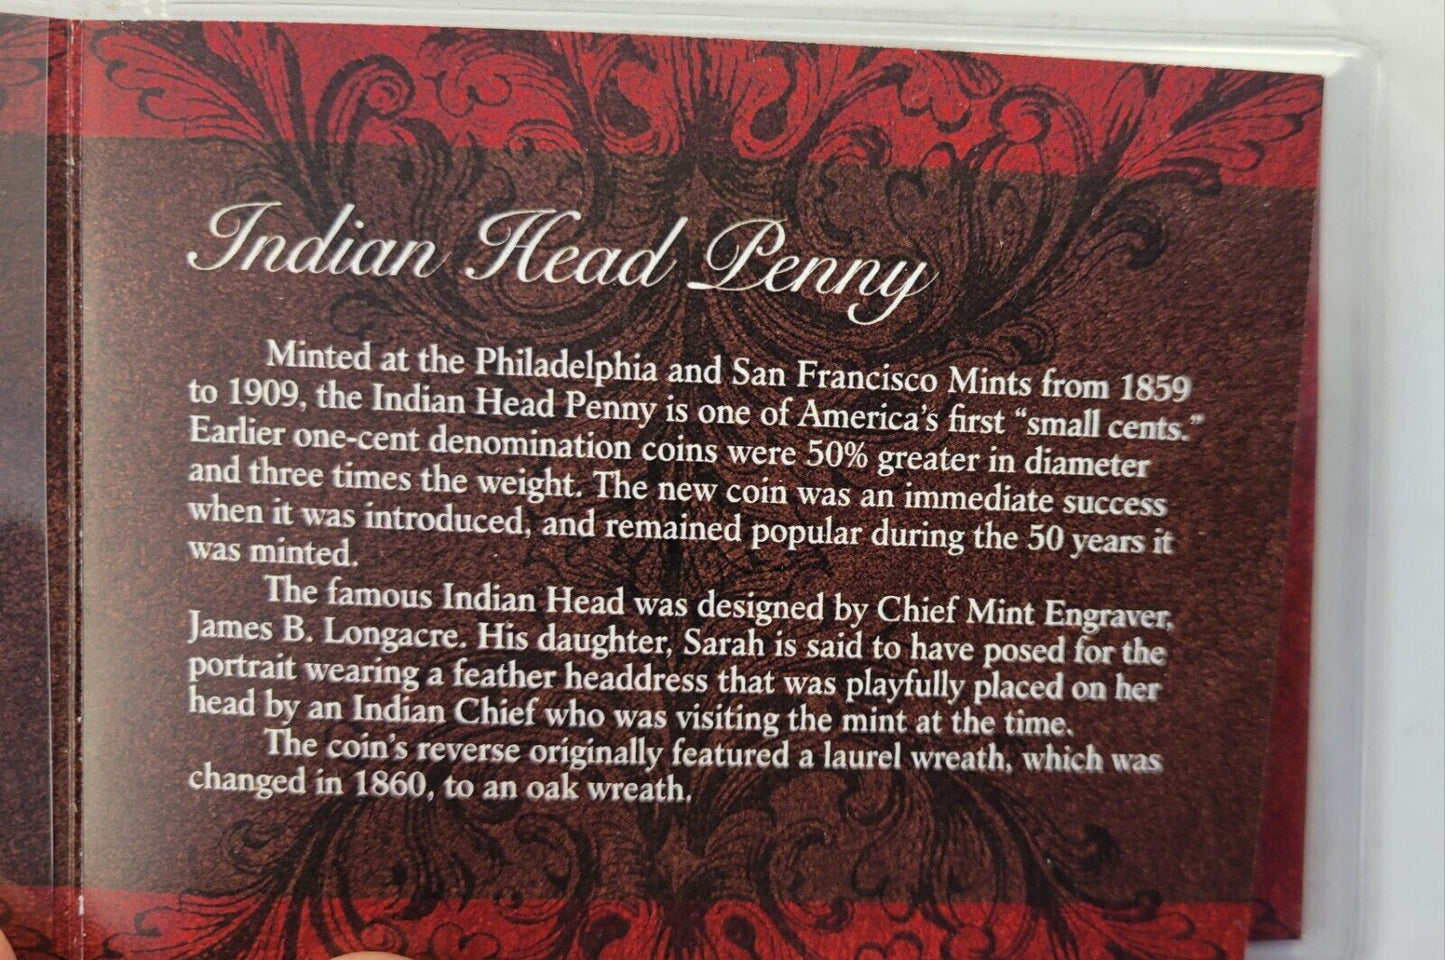 Indian Head Penny
Minted at the Philadelphia and San Francisco Mints from 1859
to 1909, the Indian Head Penny is one of America's first “small cents.”
Earlier one-cent denomination coins were 50% greater in diameter
and three times the weight. The new coin was an immediate success
when it was introduced, and remained popular during the 50 years it
was minted.
The famous Indian Head was designed by Chief Mint Engraver,
James B. Longacre. His daughter, Sarah is said to have posed for the
portrait wearing a feather headdress that was playfully placed on her
head by an Indian Chief who was visiting the mint at the time.
The coin's reverse originally featured a laurel wreath, which was
changed in 1860, to an oak wreath.